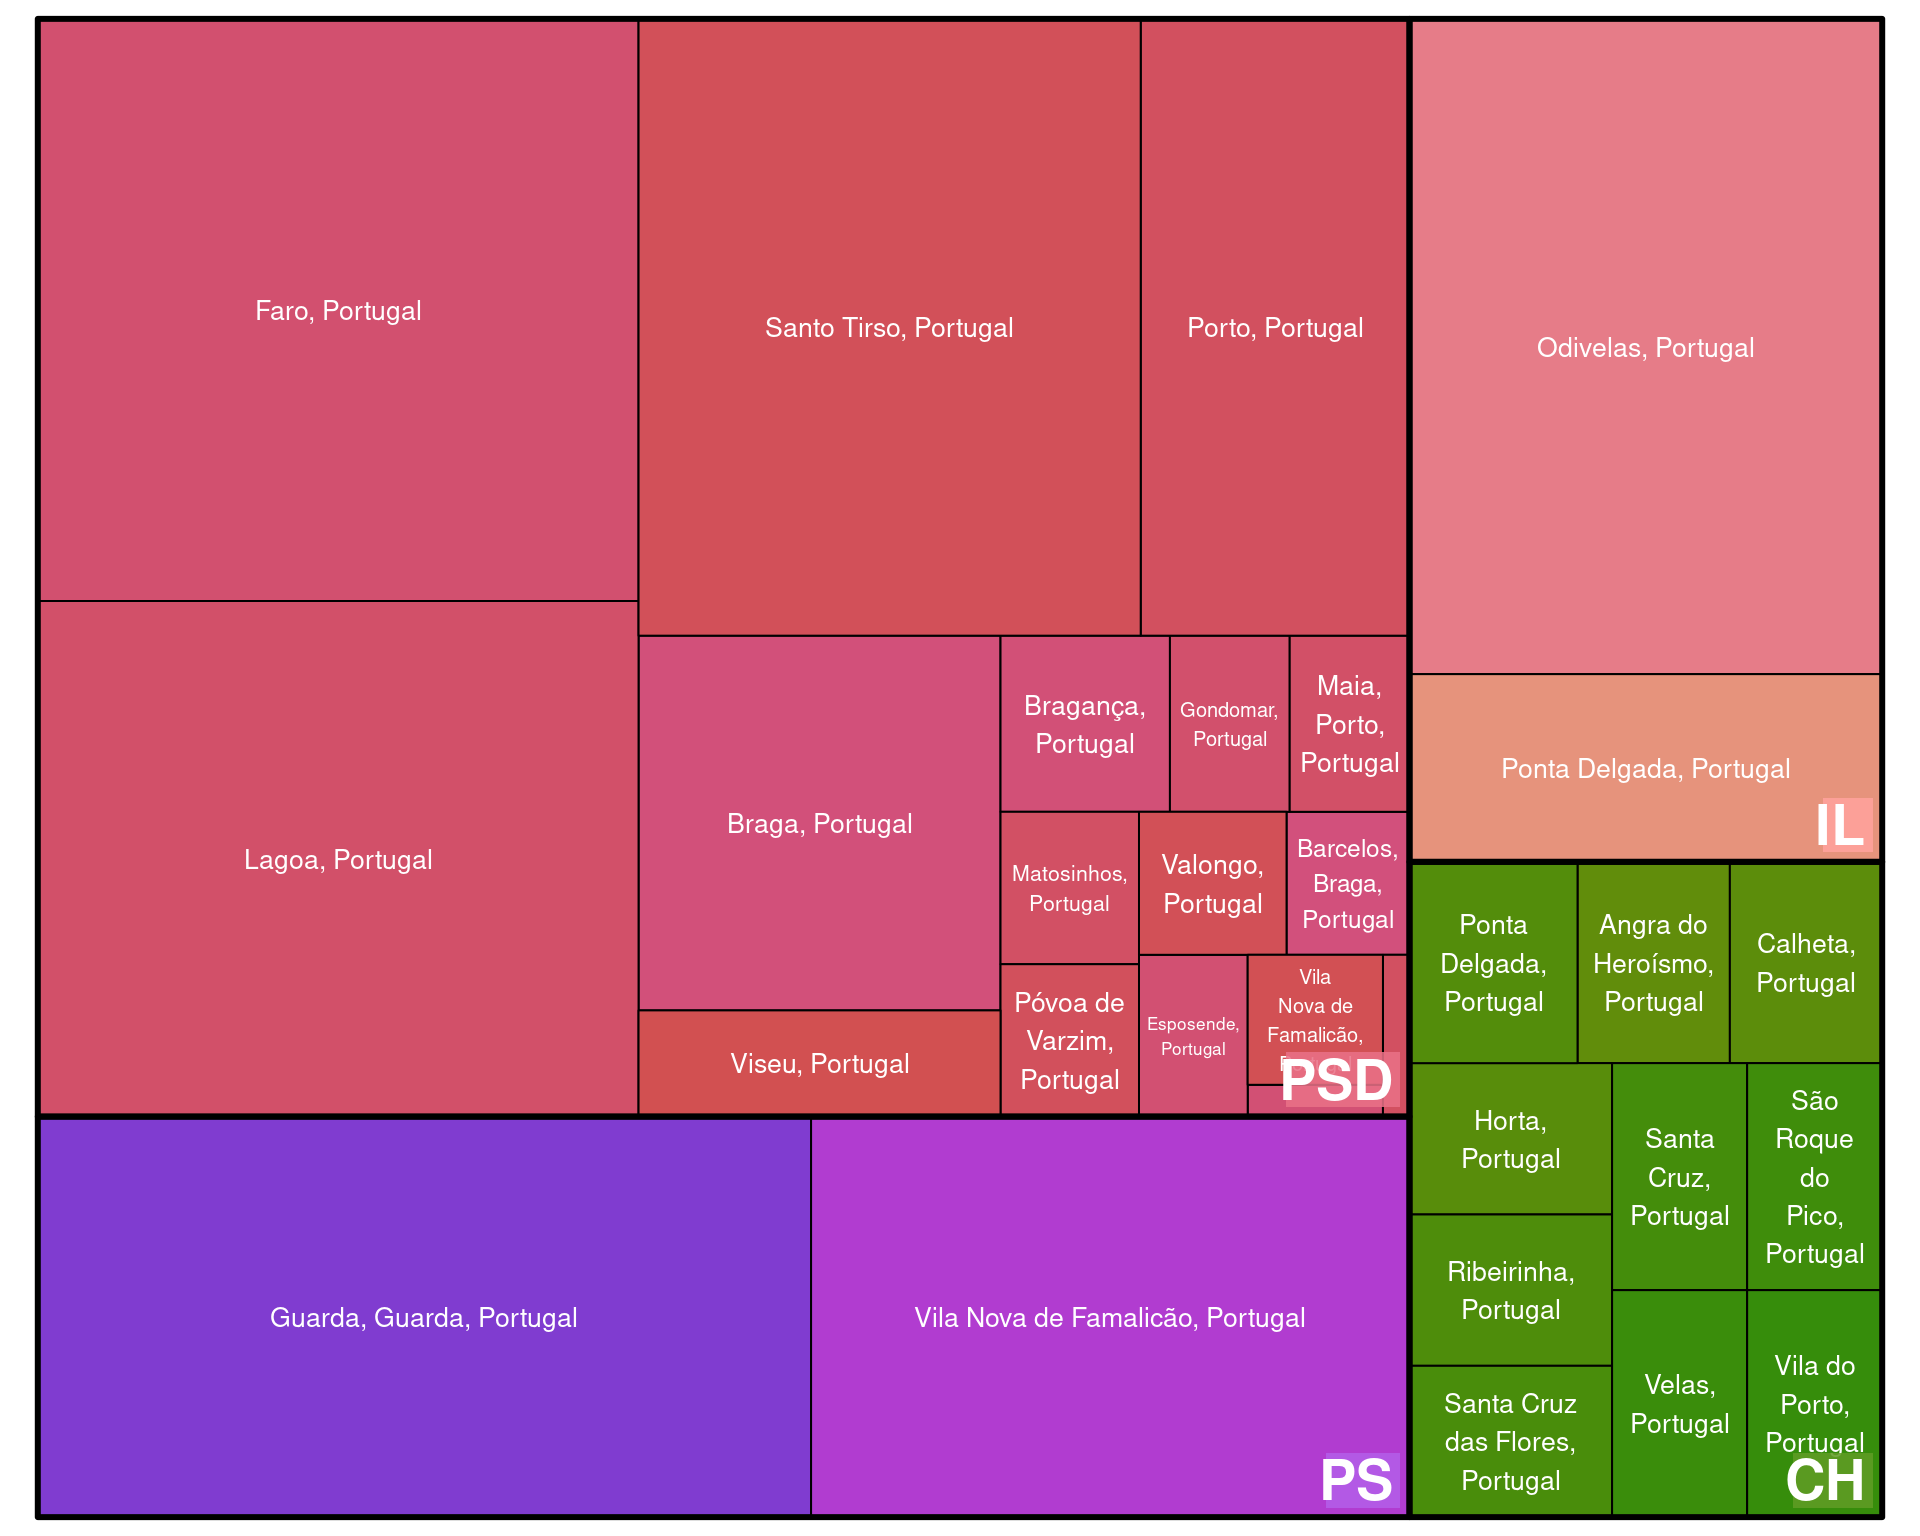 Faro, Portugal
Santo Tirso, Portugal
Porto, Portugal
Odivelas, Portugal
Lagoa, Portugal
Braga, Portugal
Bragança,
Portugal
Gondomar,
Portugal
Maia,
Porto,
Portugal
Matosinhos,
Portugal
Valongo,
Portugal
Barcelos,
Braga,
Portugal
Viseu, Portugal
Póvoa de
Varzim,
Portugal
Esposende,
Portugal
Vila
Nova de
Famalicão,
PSD
Ponta Delgada, Portugal
IL
Guarda, Guarda, Portugal
Vila Nova de Famalicão, Portugal
PS
Ponta
Delgada,
Portugal
Angra do
Heroísmo,
Portugal
Calheta,
Portugal
Horta,
Portugal
Santa
Cruz,
Portugal
São
Roque
do
Pico,
Portugal
Ribeirinha,
Portugal
Santa Cruz
das Flores,
Portugal
Velas,
Portugal
Vila do
Porto,
Portugal
CH